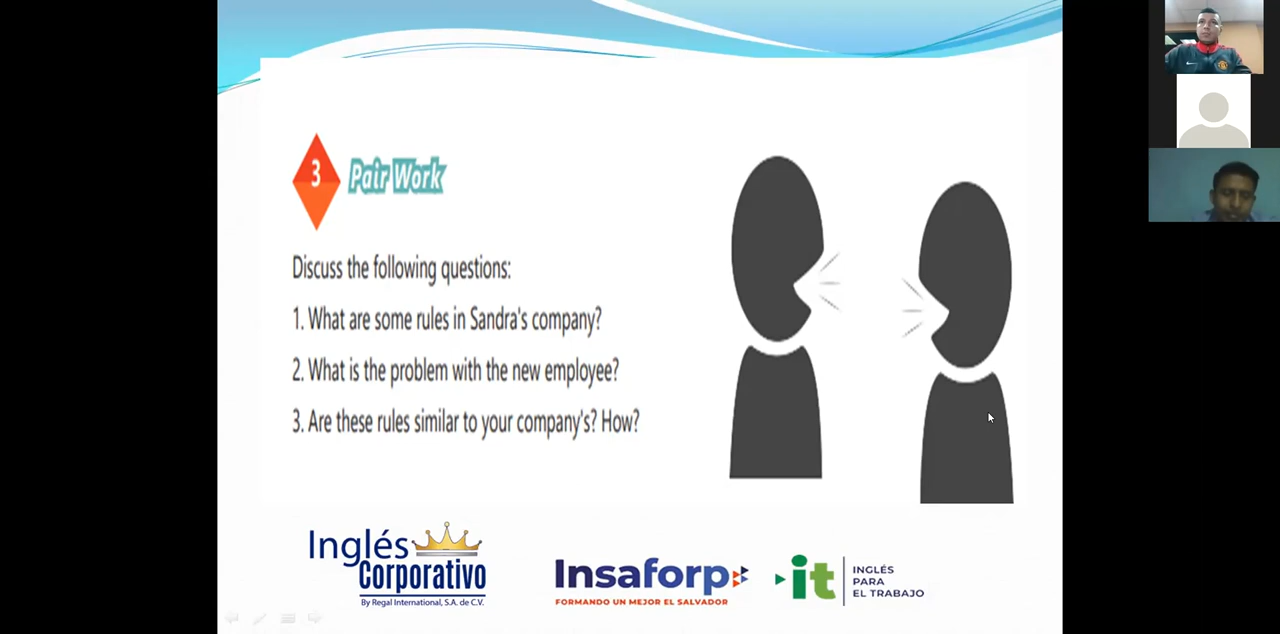 3
Pair Work
Discuss the following questions:
1. What are some rules in Sandra's company?
2. What is the problem with the new employee?
3. Are these rules similar to your company's? How?
Inglés
Corporativo
By Regal International, S.A. de C.V.
Insaforp
FORMANDO UN MEJOR EL SALVADOR
it
INGLÉS
PARA
EL TRABAJO